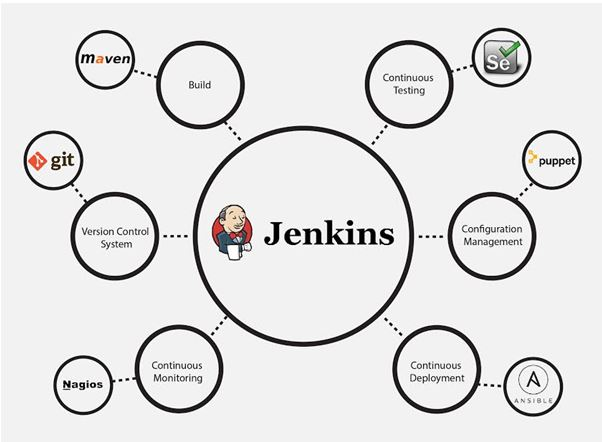 maven
Build
Continuous
Testing
Se
git
Version Control
System
Jenkins
puppet
Configuration
Management
Nagios
Continuous
Monitoring
Continuous
Deployment
A
ANSIBLE